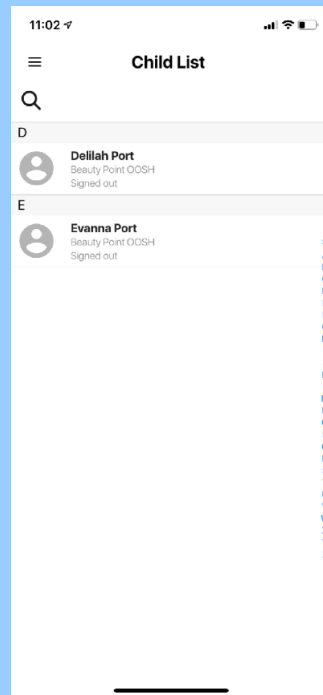 11:02
Child List
D
Delilah Port
Beauty Point OOSH
Signed out
E
Evanna Port
Beauty Point OOSH
Signed out